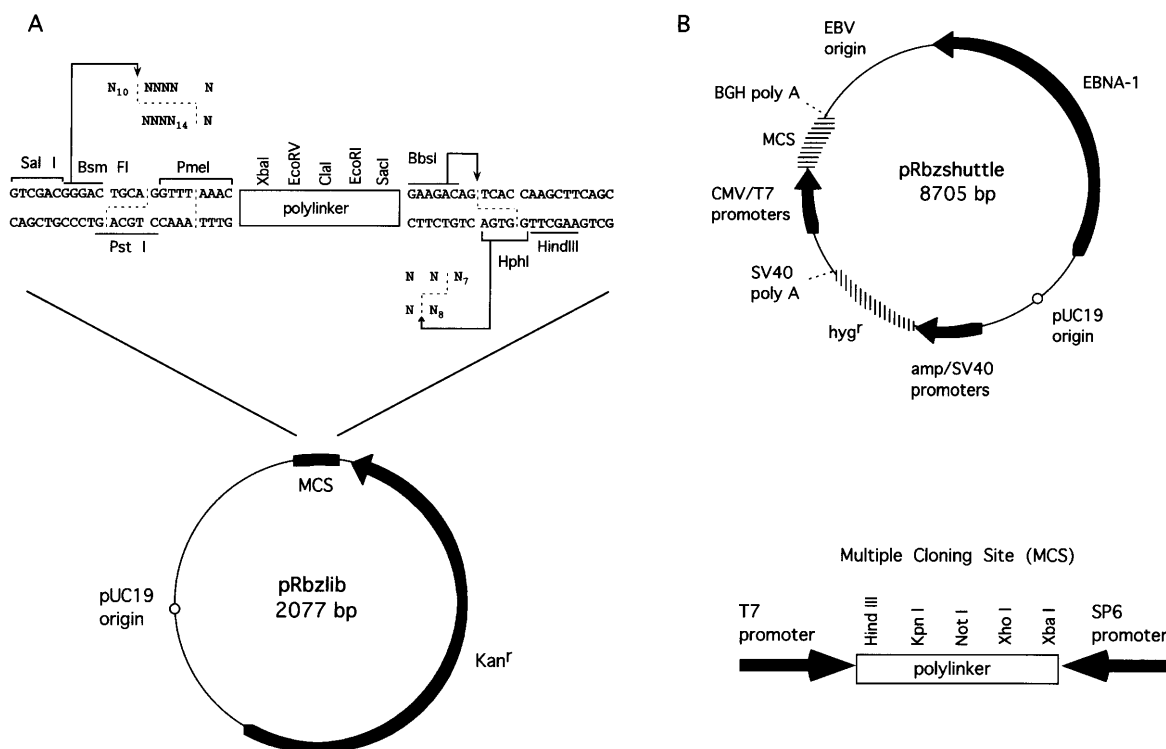 A
N10 NNNN N
NNNN14 N
Sal I
Bsm FI
PmeI
XbaI
EcoRV
ClaI
EcoRI
SacI
BbsI
GTCGACGGGAC TGCA GGTTT AAAC
polylinker
GAAGACAG TCAC CAAGCTTCAGC
CAGCTGCCCTG ACGT CCAAA TTTG
CTTCTGTC AGTG GTTCGAAGTCG
Pst I
HphI
HindIII
N N N7
N N8
MCS
pRbzlib
2077 bp
pUC19
origin
Kanr
B
EBV
origin
EBNA-1
BGH poly A
MCS
pRbzshuttle
8705 bp
CMV/T7
promoters
SV40
poly A
hygr
pUC19
origin
amp/SV40
promoters
Multiple Cloning Site (MCS)
T7
promoter
Hind III
Kpn I
Not I
Xho I
Xba I
SP6
promoter
polylinker